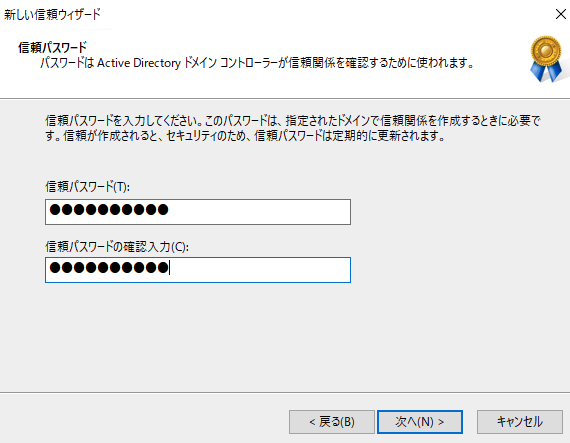 新しい信頼ウィザード
信頼パスワード
パスワードは Active Directory ドメイン コントローラーが信頼関係を確認するために使われます。
信頼パスワードを入力してください。このパスワードは、指定されたドメインで信頼関係を作成するときに必要で
す。信頼が作成されると、セキュリティのため、信頼パスワードは定期的に更新されます。
信頼パスワード(T):
●●●●●●●●●●
信頼パスワードの確認入力(C):
●●●●●●●●●●
< 戻る(B)
次へ(N) >
キャンセル